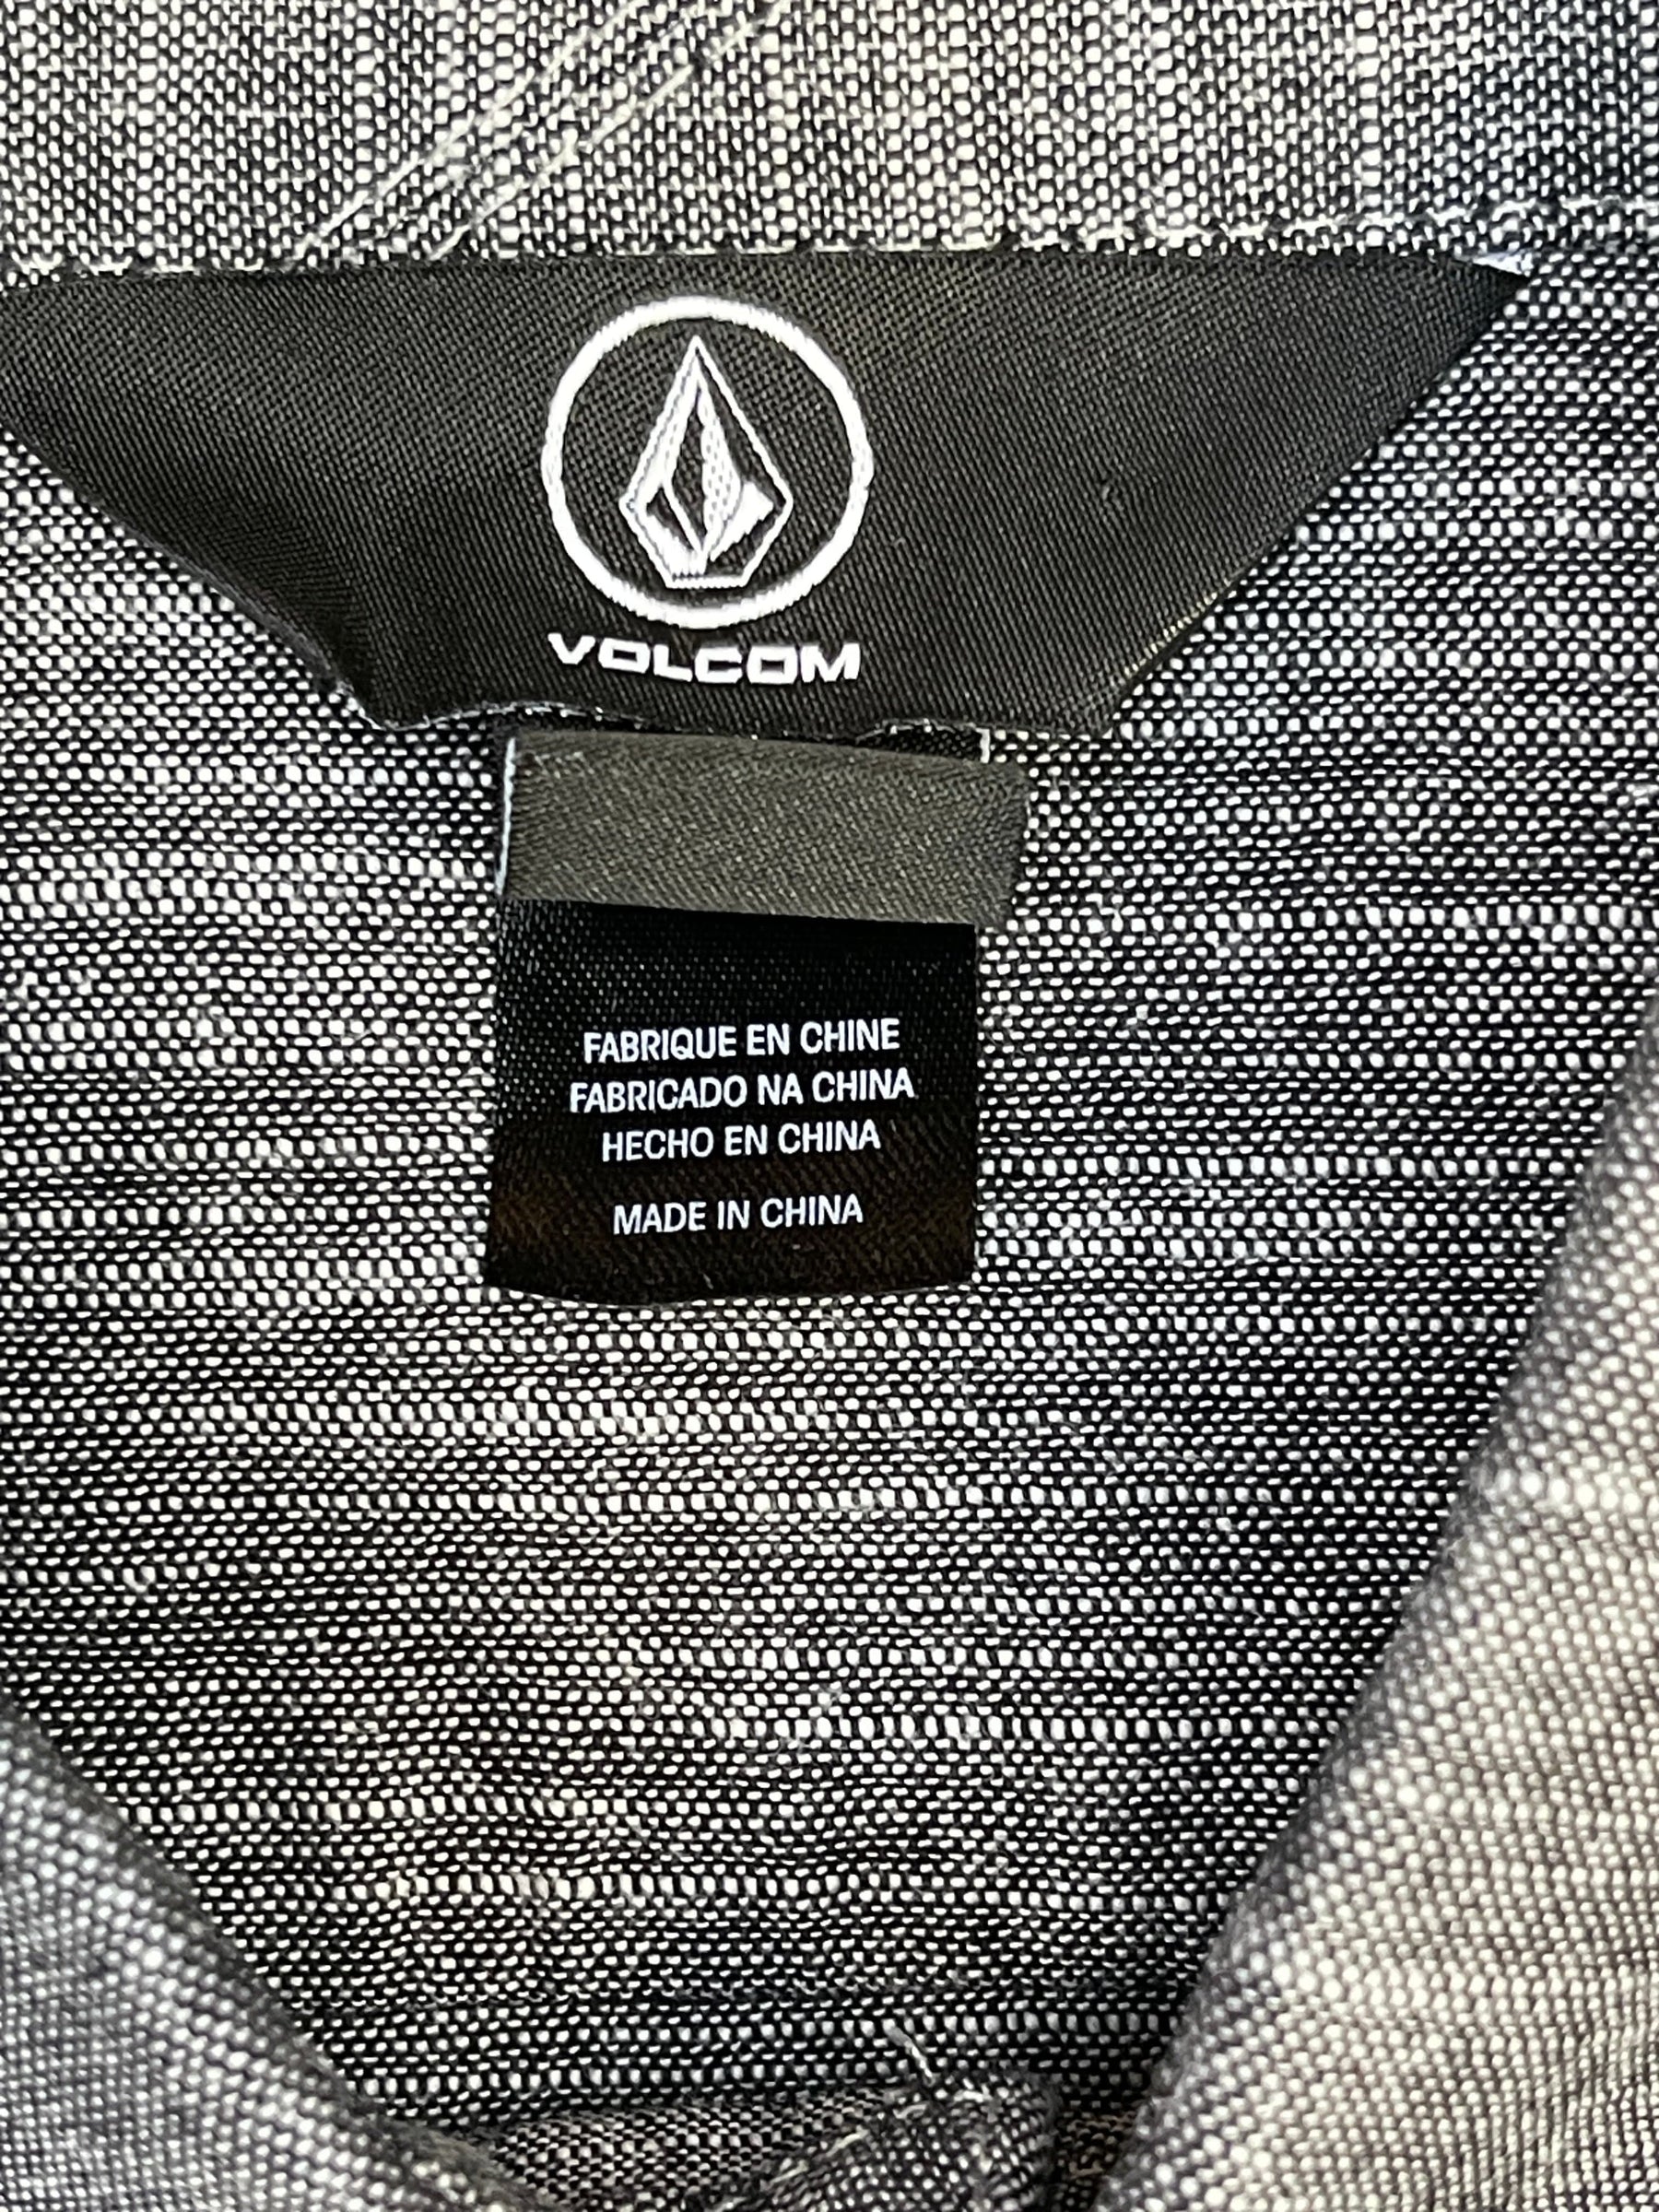 VOLCOM
FABRIQUE EN CHINE
FABRICADO NA CHINA
HECHO EN CHINA
MADE IN CHINA